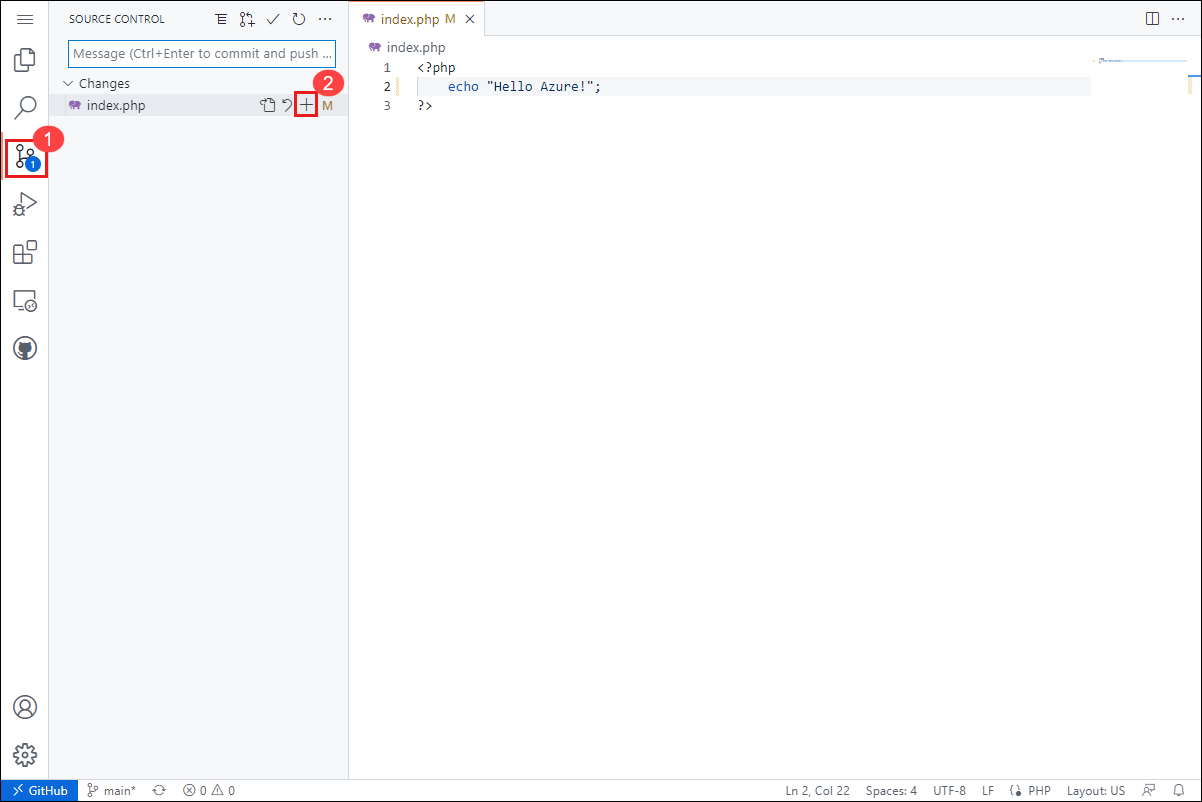 SOURCE CONTROL
Message (Ctrl+Enter to commit and push ...
Changes
2
index.php M
1
1
index.php M
index.php
1 <?php
2 echo "Hello Azure!";
3 ?>
GitHub main* 0 0 Ln 2, Col 22 Spaces: 4 UTF-8 LF PHP Layout: US